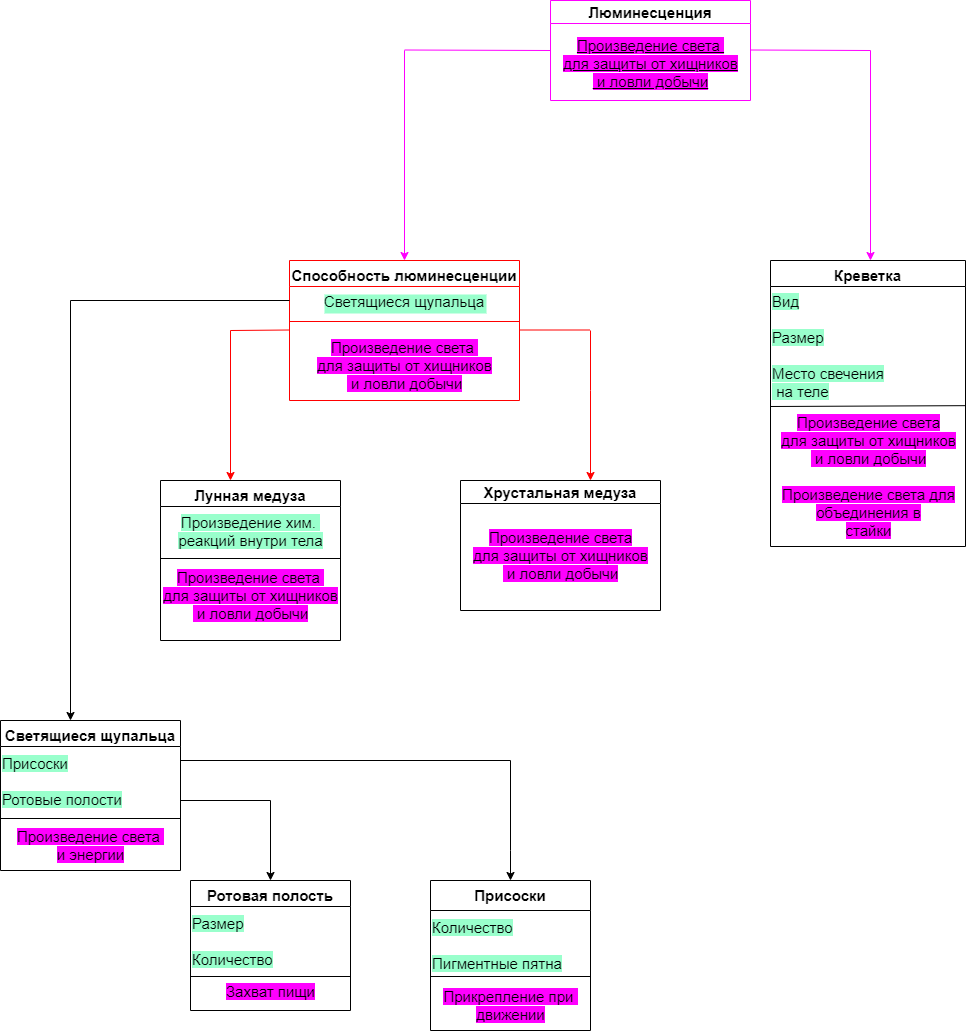 Люминесценция
Произведение света
для защиты от хищников
и ловли добычи
Способность люминесценции
Светящиеся щупальца
Произведение света
для защиты от хищников
и ловли добычи
Креветка
Вид
Размер
Место свечения
на теле
Произведение света
для защиты от хищников
и ловли добычи
Произведение света для
объединения в
стайки
Лунная медуза
Произведение хим.
реакций внутри тела
Произведение света
для защиты от хищников
и ловли добычи
Хрустальная медуза
Произведение света
для защиты от хищников
и ловли добычи
Светящиеся щупальца
Присоски
Ротовые полости
Произведение света
и энергии
Ротовая полость
Размер
Количество
Захват пищи
Присоски
Количество
Пигментные пятна
Прикрепление при
движении